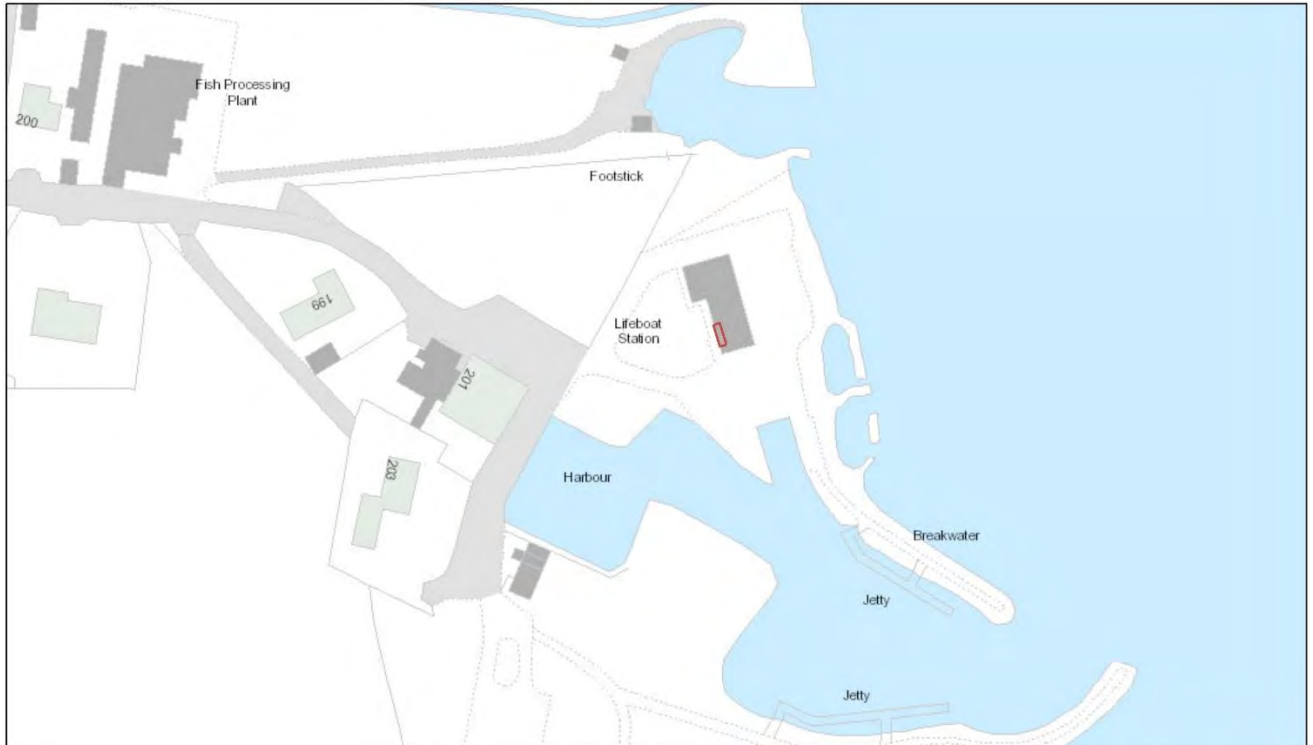 Fish Processing
Plant
200
Footstick
199
Lifeboat
Station
201
203
Harbour
Breakwater
Jetty
Jetty